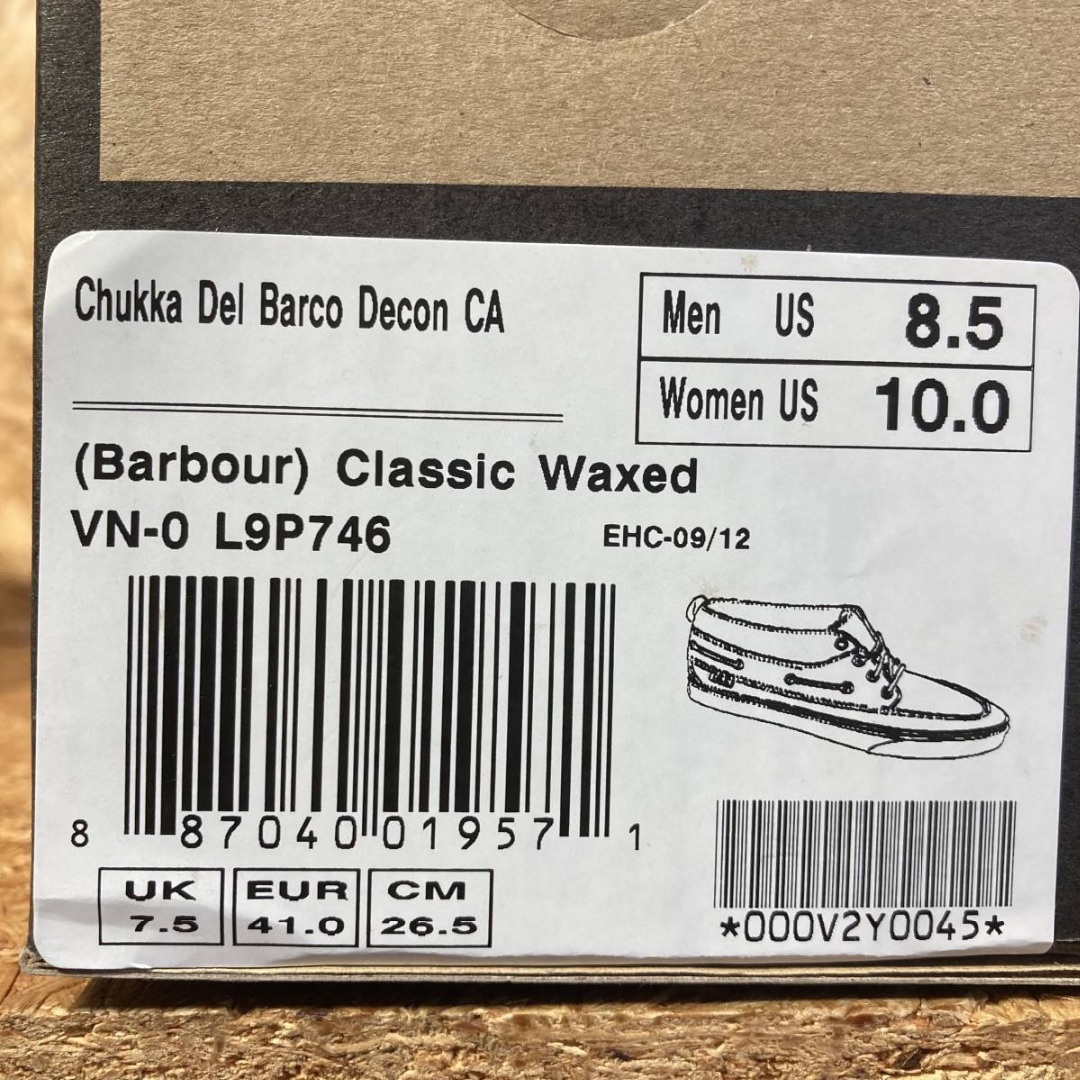 Chukka Del Barco Decon CA
Men US 8.5
Women US 10.0
(Barbour) Classic Waxed
VN-0 L9P746
EHC-09/12
8 87040 01957 1
UK 7.5
EUR 41.0
CM 26.5
*000V2Y0045*